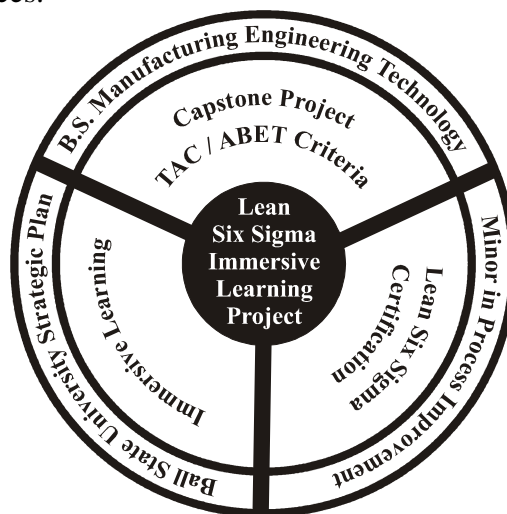 B.S. Manufacturing Engineering Technology
Capstone Project
TAC / ABET Criteria
Lean
Six Sigma
Immersive
Learning
Project
Ball State University Strategic Plan
Immersive Learning
Minor in Process Improvement
Lean Six Sigma
Certification